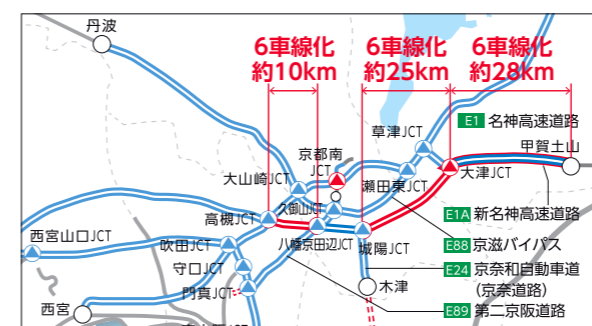 丹波
6車線化
約10km
6車線化
約25km
6車線化
約28km
E1 名神高速道路
草津JCT
甲賀土山
京都南
JCT
大津JCT
大山崎JCT
瀬田東JCT
久御山JCT
E1A 新名神高速道路
高槻JCT
西宮山口JCT
吹田JCT
八幡京田辺JCT
城陽JCT
E88 京滋バイパス
守口JCT
E24 京奈和自動車道
(京奈道路)
門真JCT
木津
西宮
E89 第二京阪道路